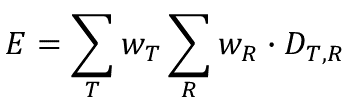 E = ∑_T w_T ∑_R w_R · D_{T,R}